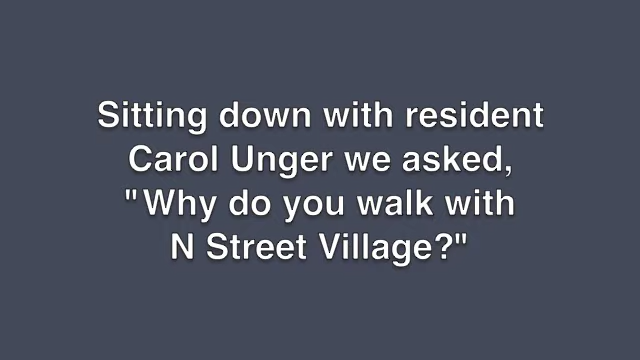 Sitting down with resident
Carol Unger we asked,
"Why do you walk with
N Street Village?"